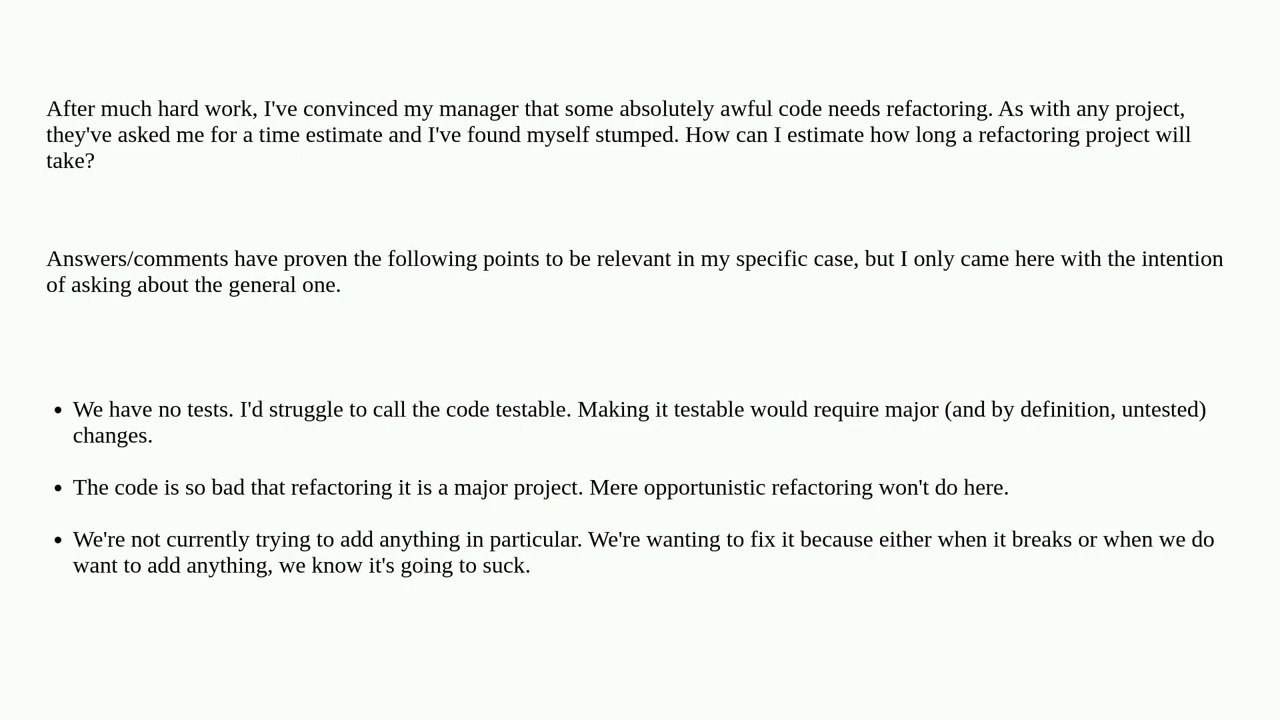 After much hard work, I've convinced my manager that some absolutely awful code needs refactoring. As with any project,
they've asked me for a time estimate and I've found myself stumped. How can I estimate how long a refactoring project will
take?
Answers/comments have proven the following points to be relevant in my specific case, but I only came here with the intention
of asking about the general one.
• We have no tests. I'd struggle to call the code testable. Making it testable would require major (and by definition, untested)
changes.
• The code is so bad that refactoring it is a major project. Mere opportunistic refactoring won't do here.
• We're not currently trying to add anything in particular. We're wanting to fix it because either when it breaks or when we do
want to add anything, we know it's going to suck.